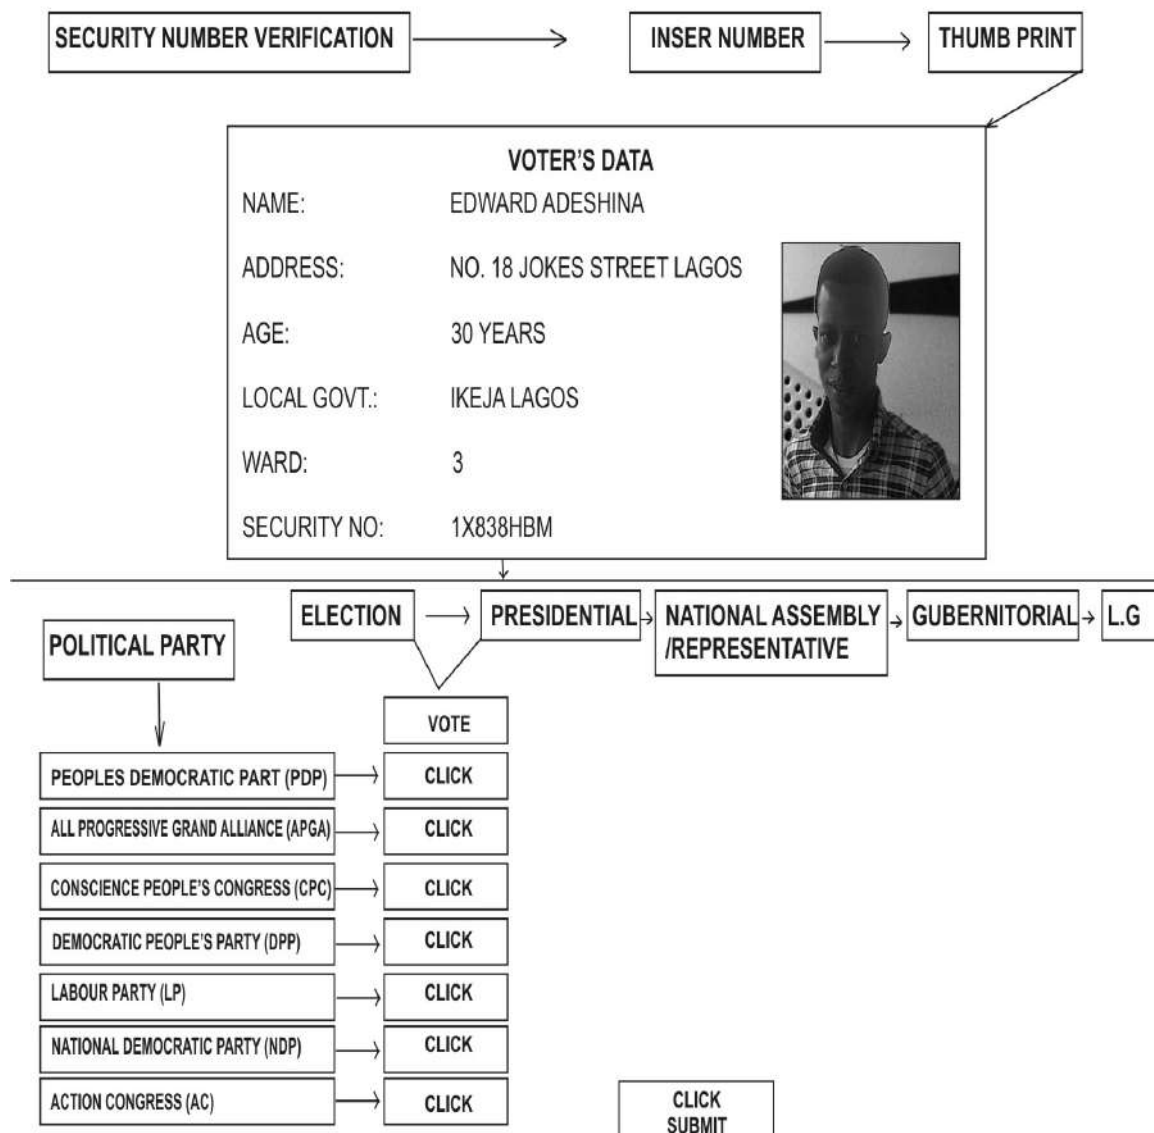 SECURITY NUMBER VERIFICATION
INSER NUMBER
THUMB PRINT
VOTER'S DATA
NAME: EDWARD ADESHINA
ADDRESS: NO. 18 JOKES STREET LAGOS
AGE: 30 YEARS
LOCAL GOVT.: IKEJA LAGOS
WARD: 3
SECURITY NO: 1X838HBM
ELECTION
PRESIDENTIAL
NATIONAL ASSEMBLY
/REPRESENTATIVE
GUBERNITORIAL
L.G
POLITICAL PARTY
VOTE
PEOPLES DEMOCRATIC PART (PDP) CLICK
ALL PROGRESSIVE GRAND ALLIANCE (APGA) CLICK
CONSCIENCE PEOPLE'S CONGRESS (CPC) CLICK
DEMOCRATIC PEOPLE'S PARTY (DPP) CLICK
LABOUR PARTY (LP) CLICK
NATIONAL DEMOCRATIC PARTY (NDP) CLICK
ACTION CONGRESS (AC) CLICK
CLICK
SUBMIT